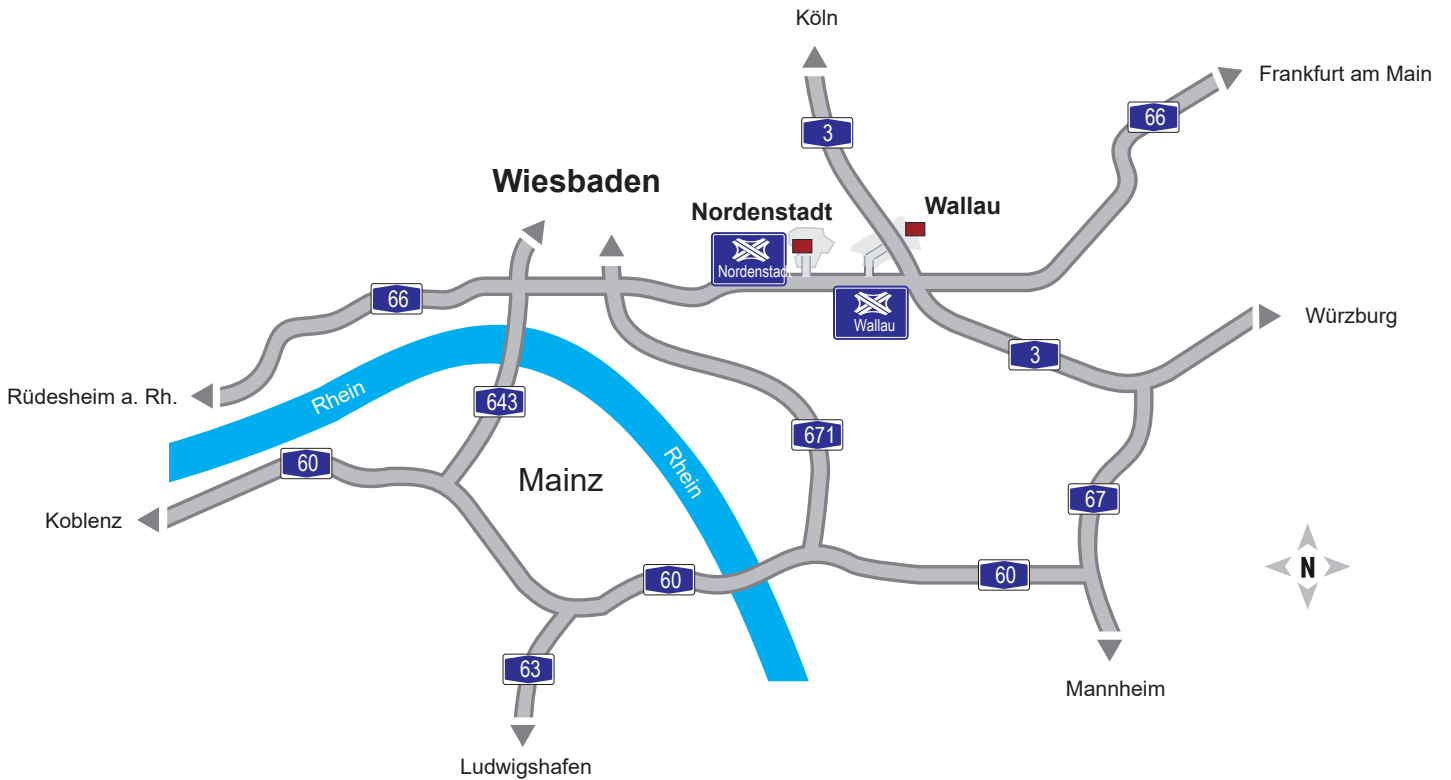 Köln
Frankfurt am Main
66
3
Wiesbaden
Nordenstadt
Wallau
Nordenstadt
66
Wallau
Würzburg
3
Rüdesheim a. Rh.
Rhein
643
671
60
Mainz
Rhein
67
Koblenz
N
60
60
63
Mannheim
Ludwigshafen